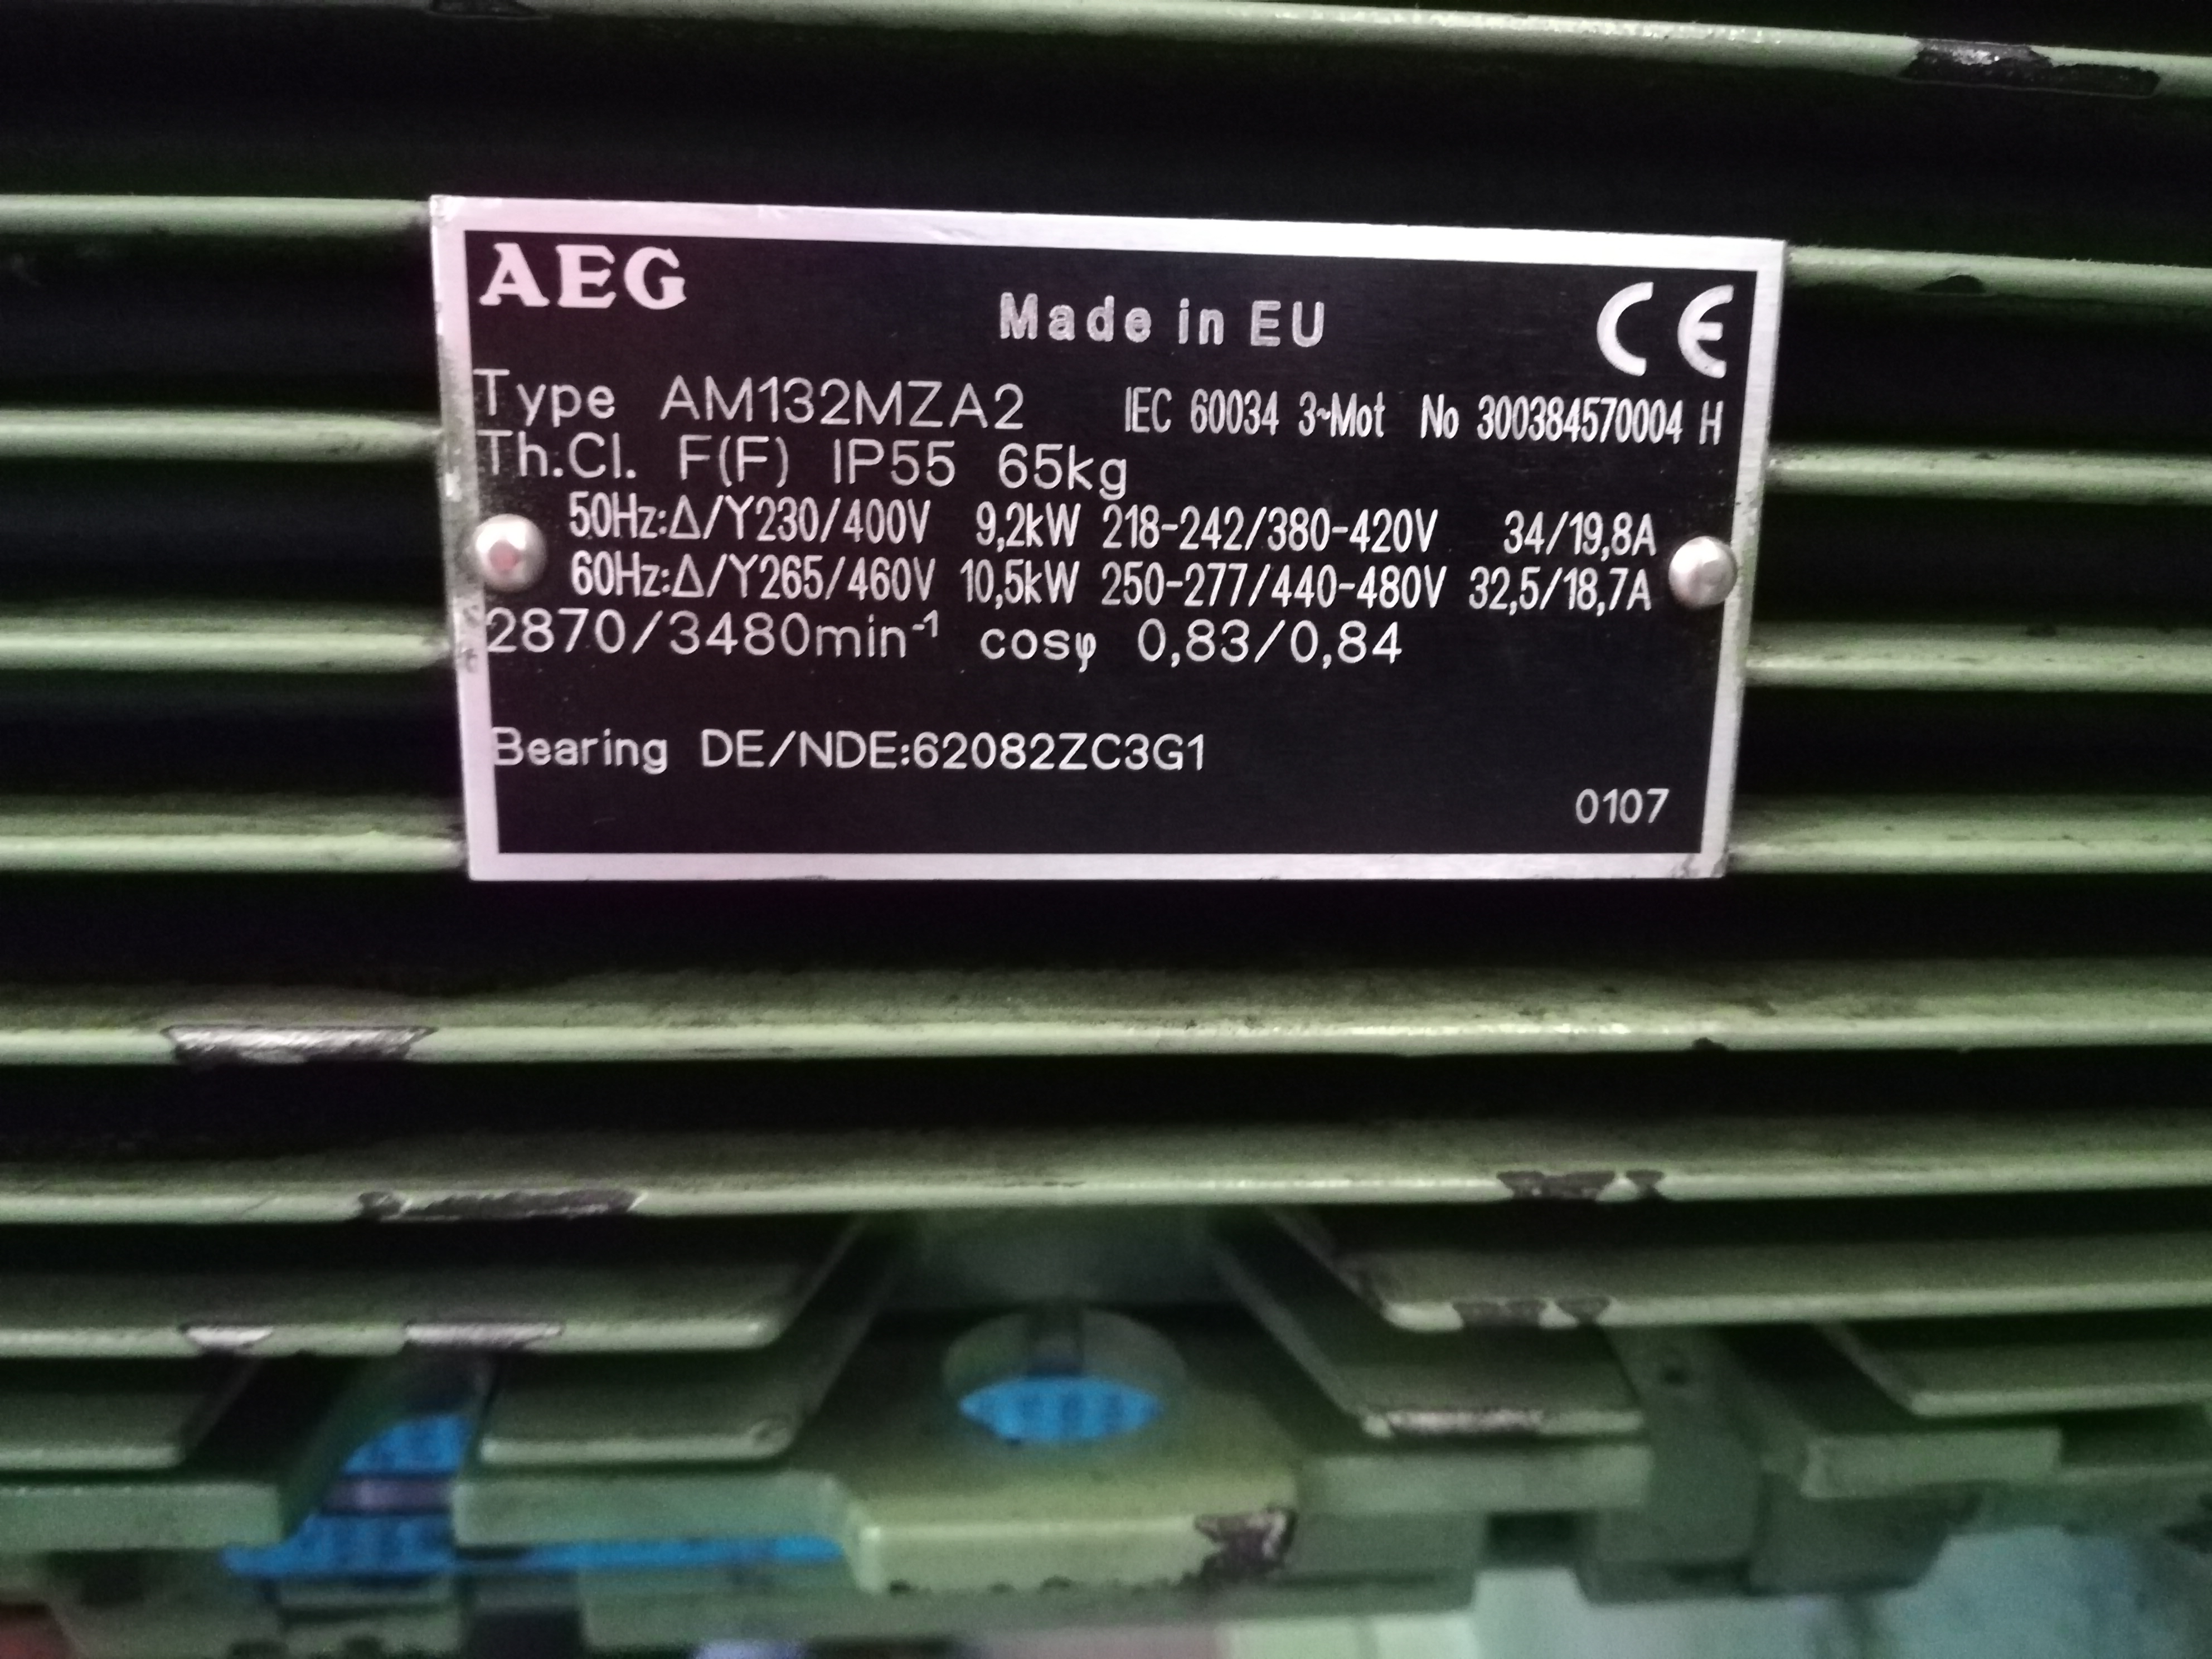 AEG
Made in EU
CE
Type AM132MZA2 IEC 60034 3~Mot No 300384570004 H
Th.Cl. F(F) IP55 65kg
50Hz:Δ/Y230/400V 9,2kW 218-242/380-420V 34/19,8A
60Hz:Δ/Y265/460V 10,5kW 250-277/440-480V 32,5/18,7A
2870/3480min⁻¹ cosφ 0,83/0,84
Bearing DE/NDE:62082ZC3G1
0107